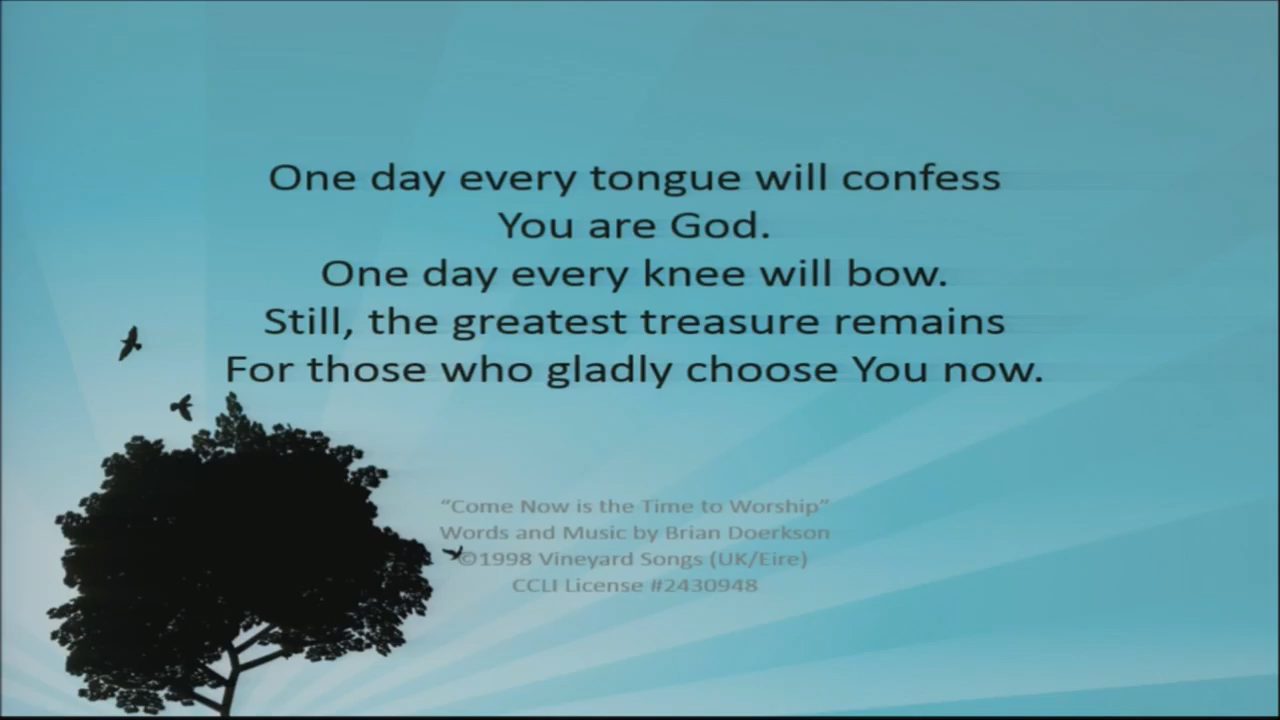 One day every tongue will confess
You are God.
One day every knee will bow.
Still, the greatest treasure remains
For those who gladly choose You now.
“Come Now is the Time to Worship”
Words and Music by Brian Doerkson
©1998 Vineyard Songs (UK/Eire)
CCLI License #2430948